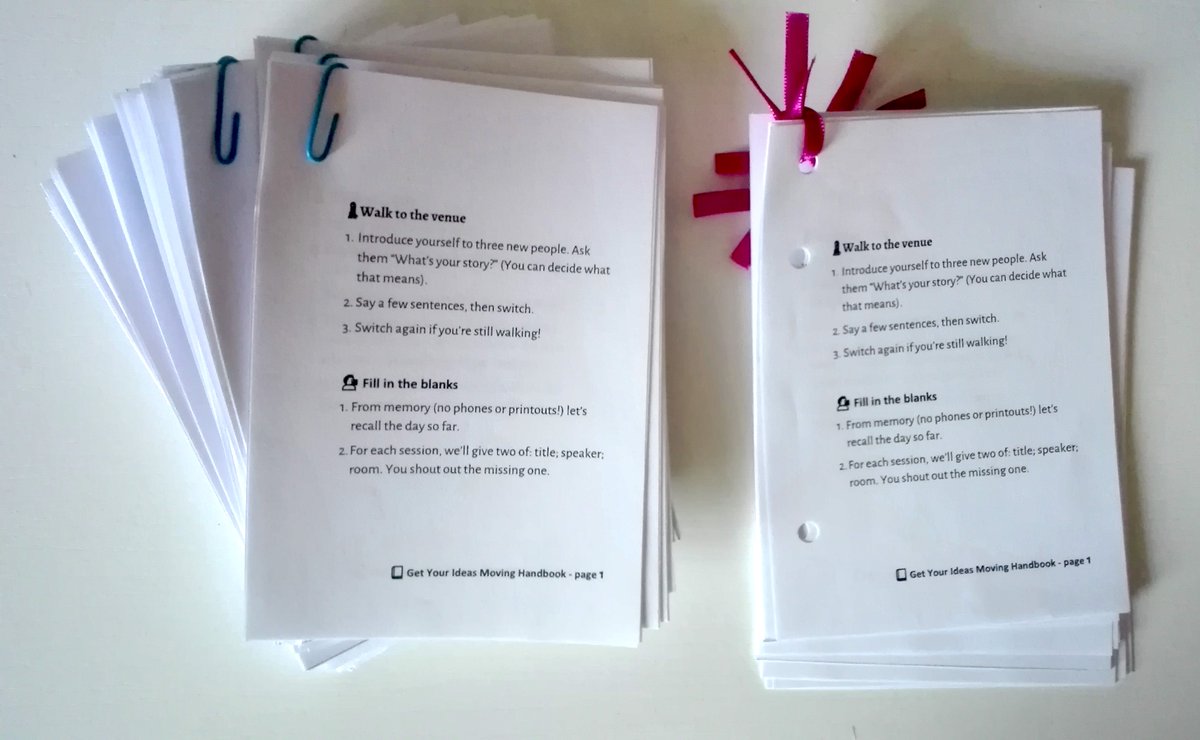 Walk to the venue
1. Introduce yourself to three new people. Ask
them "What's your story?" (You can decide what
that means).
2. Say a few sentences, then switch.
3. Switch again if you're still walking!
Fill in the blanks
1. From memory (no phones or printouts!) let's
recall the day so far.
2. For each session, we'll give two of: title; speaker;
room. You shout out the missing one.
Get Your Ideas Moving Handbook - page 1
Walk to the venue
1. Introduce yourself to three new people. Ask
them "What's your story?" (You can decide what
that means).
2. Say a few sentences, then switch.
3. Switch again if you're still walking!
Fill in the blanks
1. From memory (no phones or printouts!) let's
recall the day so far.
2. For each session, we'll give two of: title; speaker;
room. You shout out the missing one.
Get Your Ideas Moving Handbook - page 1